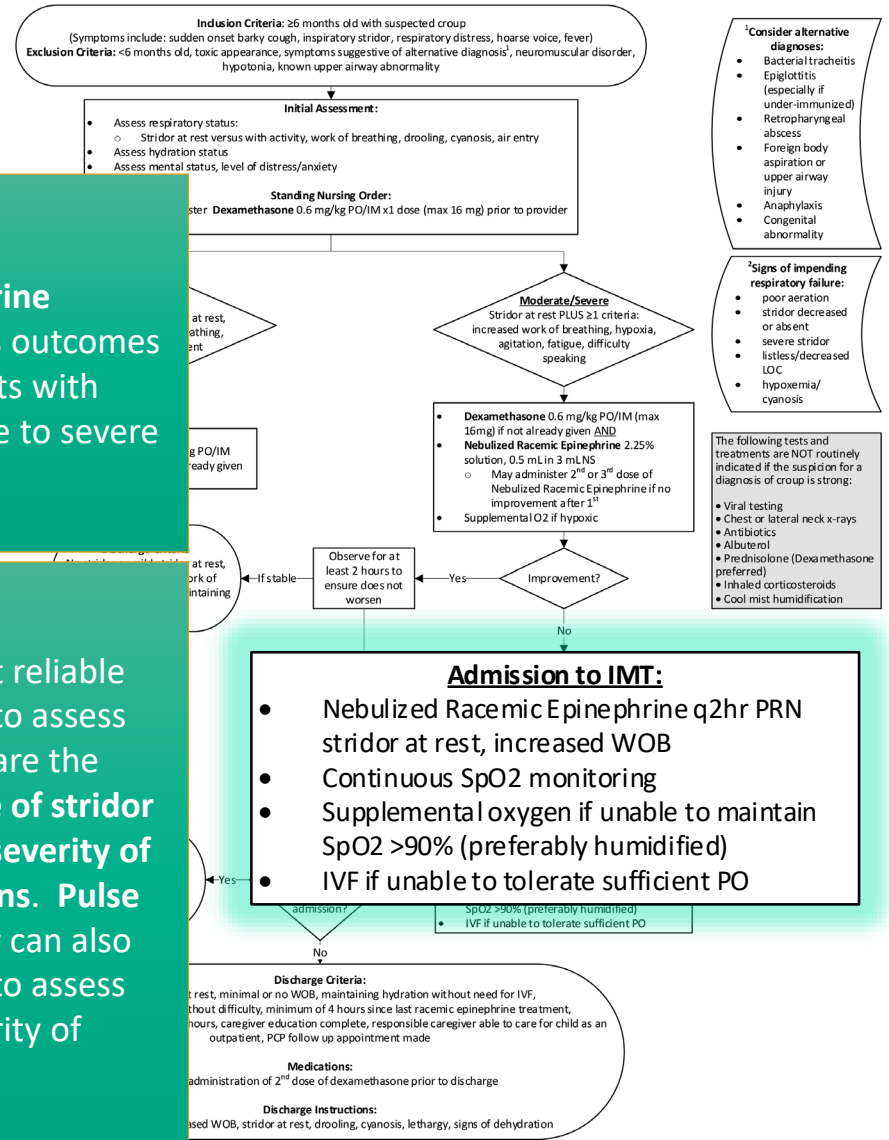 Inclusion Criteria: ≥6 months old with suspected croup
(Symptoms include: sudden onset barky cough, inspiratory stridor, respiratory distress, hoarse voice, fever)
Exclusion Criteria: <6 months old, toxic appearance, symptoms suggestive of alternative diagnosis¹, neuromuscular disorder,
hypotonia, known upper airway abnormality
¹Consider alternative
diagnoses:
• Bacterial tracheitis
• Epiglottitis
(especially if
under-immunized)
• Retropharyngeal
abscess
• Foreign body
aspiration or
upper airway
injury
• Anaphylaxis
• Congenital
abnormality
Initial Assessment:
• Assess respiratory status:
○ Stridor at rest versus with activity, work of breathing, drooling, cyanosis, air entry
• Assess hydration status
• Assess mental status, level of distress/anxiety
Standing Nursing Order:
Dexamethasone 0.6 mg/kg PO/IM x1 dose (max 16 mg) prior to provider
²Signs of impending
respiratory failure:
• poor aeration
• stridor decreased
or absent
• severe stridor
• listless/decreased
LOC
• hypoxemia/
cyanosis
outcomes
with
to severe
at rest,
Moderate/Severe
Stridor at rest PLUS ≥1 criteria:
increased work of breathing, hypoxia,
agitation, fatigue, difficulty
speaking
PO/IM
given
• Dexamethasone 0.6 mg/kg PO/IM (max
16mg) if not already given AND
• Nebulized Racemic Epinephrine 2.25%
solution, 0.5 mL in 3 mL NS
○ May administer 2nd or 3rd dose of
Nebulized Racemic Epinephrine if no
improvement after 1st
• Supplemental O2 if hypoxic
The following tests and
treatments are NOT routinely
indicated if the suspicion for a
diagnosis of croup is strong:
• Viral testing
• Chest or lateral neck x-rays
• Antibiotics
• Albuterol
• Prednisolone (Dexamethasone
preferred)
• Inhaled corticosteroids
• Cool mist humidification
at rest,
of
If stable
Observe for at
least 2 hours to
ensure does not
worsen
Yes
Improvement?
No
reliable
to assess
are the
of stridor
severity of
Pulse
can also
to assess
of
Admission to IMT:
• Nebulized Racemic Epinephrine q2hr PRN
stridor at rest, increased WOB
• Continuous SpO2 monitoring
• Supplemental oxygen if unable to maintain
SpO2 >90% (preferably humidified)
• IVF if unable to tolerate sufficient PO
Yes
admission?
SpO2 >90% (preferably humidified)
• IVF if unable to tolerate sufficient PO
No
Discharge Criteria:
rest, minimal or no WOB, maintaining hydration without need for IVF,
without difficulty, minimum of 4 hours since last racemic epinephrine treatment,
hours, caregiver education complete, responsible caregiver able to care for child as an
outpatient, PCP follow up appointment made
Medications:
administration of 2nd dose of dexamethasone prior to discharge
Discharge Instructions:
WOB, stridor at rest, drooling, cyanosis, lethargy, signs of dehydration